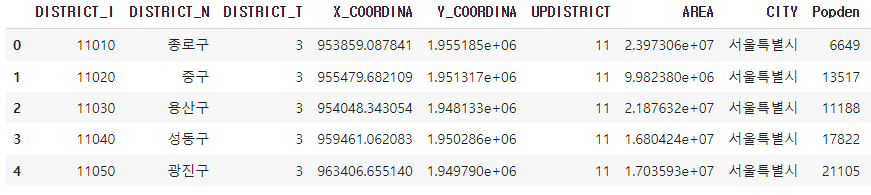 DISTRICT_I DISTRICT_N DISTRICT_T X_COORDINA Y_COORDINA UPDISTRICT AREA CITY Popden
0 11010 종로구 3 953859.087841 1.955185e+06 11 2.397306e+07 서울특별시 6649
1 11020 중구 3 955479.682109 1.951317e+06 11 9.982380e+06 서울특별시 13517
2 11030 용산구 3 954048.343054 1.948133e+06 11 2.187632e+07 서울특별시 11188
3 11040 성동구 3 959461.062083 1.950286e+06 11 1.680424e+07 서울특별시 17822
4 11050 광진구 3 963406.655140 1.949790e+06 11 1.703593e+07 서울특별시 21105